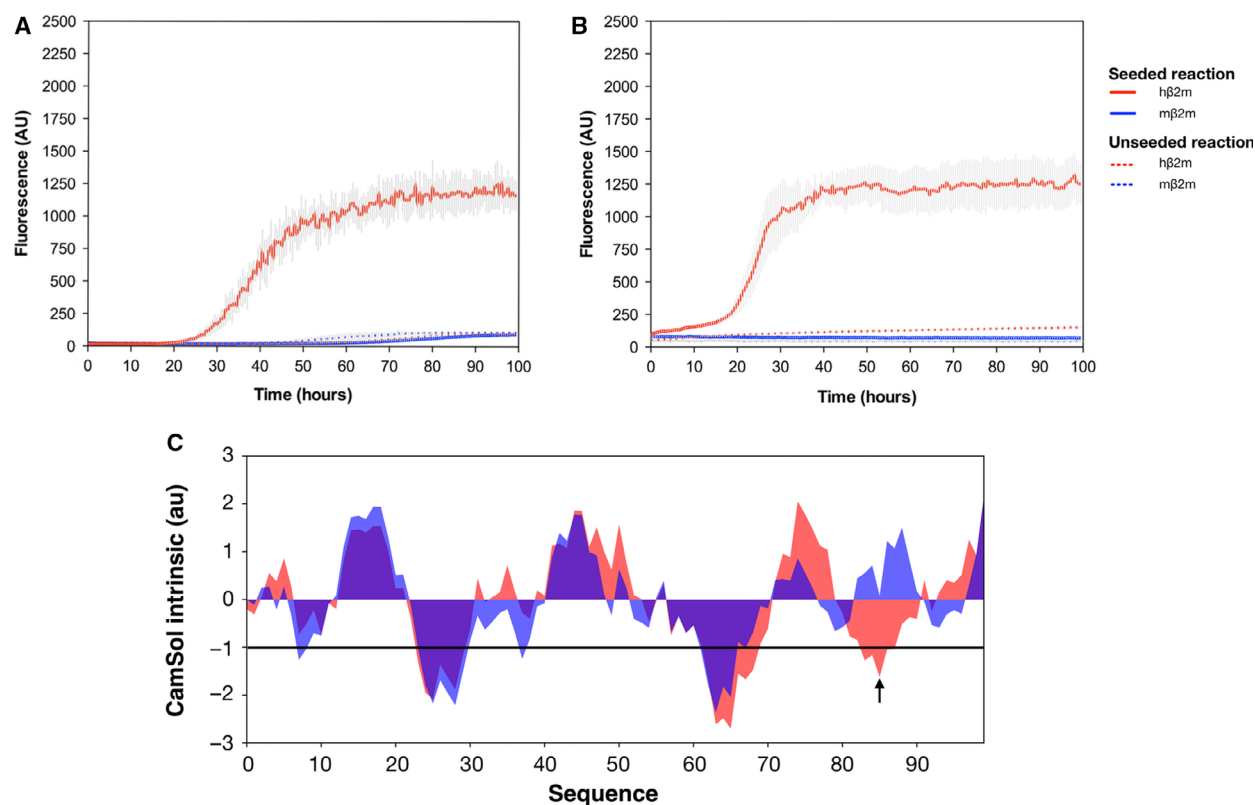 A
2500
2250
2000
1750
1500
1250
1000
750
500
250
0
Fluorescence (AU)
0 10 20 30 40 50 60 70 80 90 100
Time (hours)
B
2500
2250
2000
1750
1500
1250
1000
750
500
250
0
Fluorescence (AU)
0 10 20 30 40 50 60 70 80 90 100
Time (hours)
Seeded reaction
hβ2m
mβ2m
Unseeded reaction
hβ2m
mβ2m
C
3
2
1
0
−1
−2
−3
CamSol intrinsic (au)
0 10 20 30 40 50 60 70 80 90
Sequence